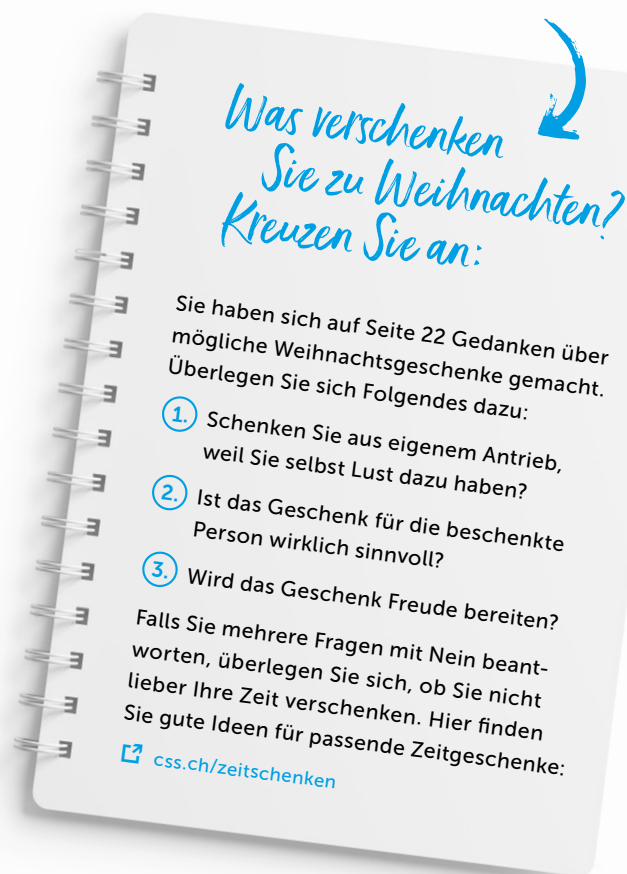 Was verschenken
Sie zu Weihnachten?
Kreuzen Sie an:
Sie haben sich auf Seite 22 Gedanken über
mögliche Weihnachtsgeschenke gemacht.
Überlegen Sie sich Folgendes dazu:
1. Schenken Sie aus eigenem Antrieb,
weil Sie selbst Lust dazu haben?
2. Ist das Geschenk für die beschenkte
Person wirklich sinnvoll?
3. Wird das Geschenk Freude bereiten?
Falls Sie mehrere Fragen mit Nein beant-
worten, überlegen Sie sich, ob Sie nicht
lieber Ihre Zeit verschenken. Hier finden
Sie gute Ideen für passende Zeitgeschenke:
css.ch/zeitschenken